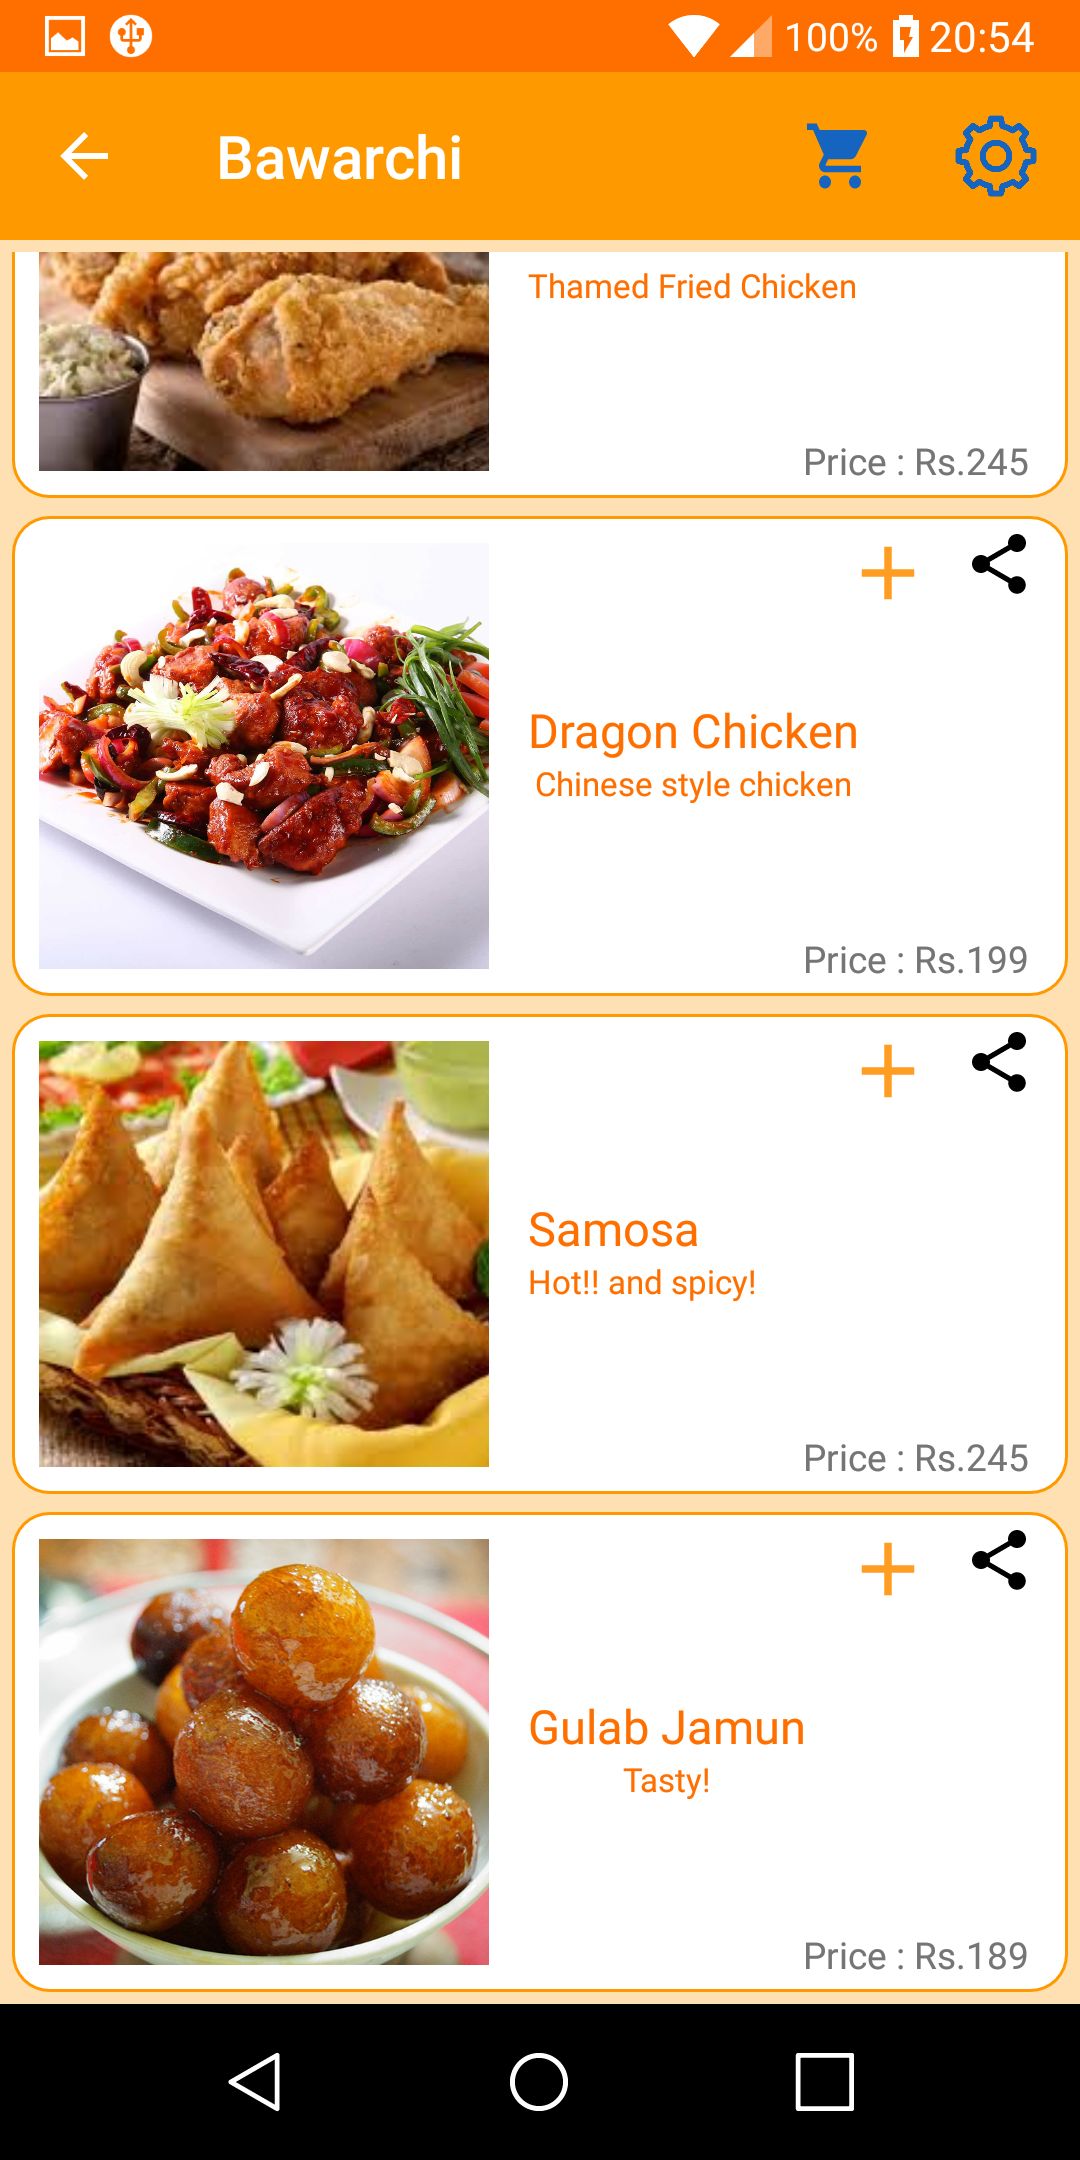 100% 20:54
Bawarchi
Thamed Fried Chicken
Price : Rs.245
Dragon Chicken
Chinese style chicken
Price : Rs.199
Samosa
Hot!! and spicy!
Price : Rs.245
Gulab Jamun
Tasty!
Price : Rs.189